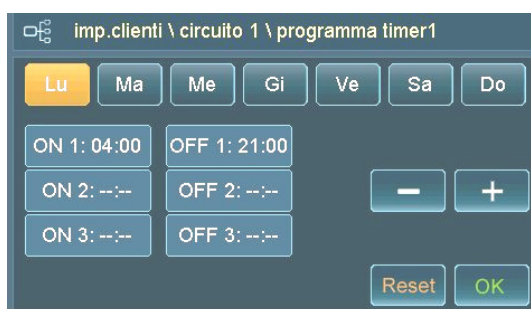 imp.clienti \ circuito 1 \ programma timer1
Lu Ma Me Gi Ve Sa Do
ON 1: 04:00 OFF 1: 21:00
ON 2: --:-- OFF 2: --:--
ON 3: --:-- OFF 3: --:--
Reset OK